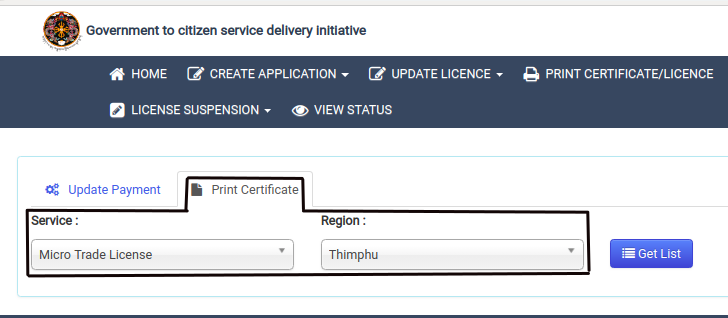 Government to citizen service delivery initiative
HOME CREATE APPLICATION UPDATE LICENCE PRINT CERTIFICATE/LICENCE
LICENSE SUSPENSION VIEW STATUS
Update Payment Print Certificate
Service : Region :
Micro Trade License Thimphu Get List